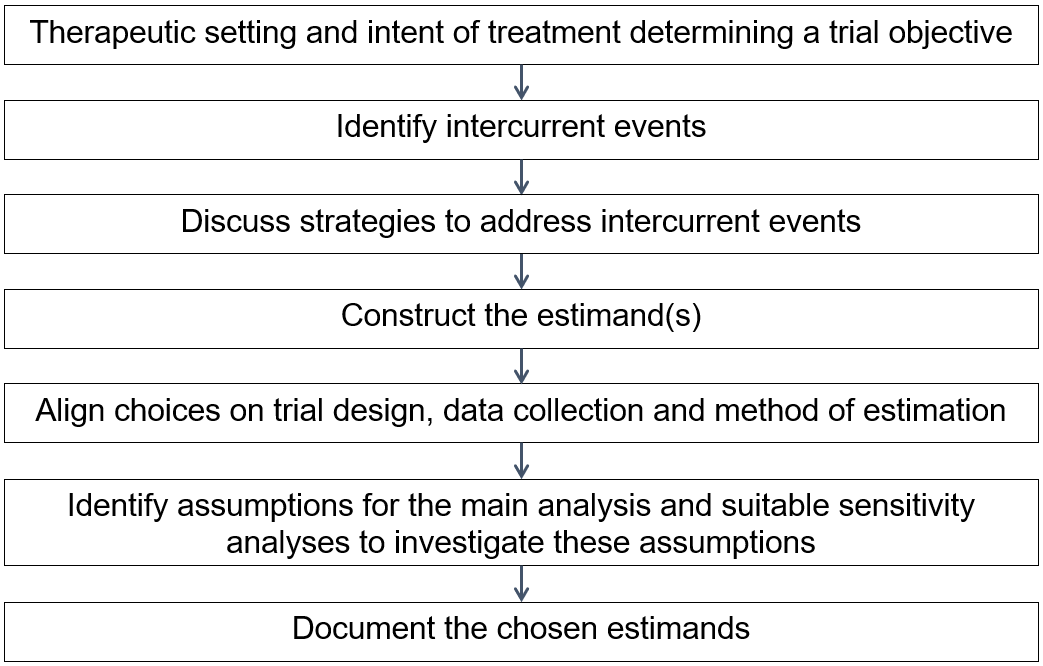 Therapeutic setting and intent of treatment determining a trial objective
Identify intercurrent events
Discuss strategies to address intercurrent events
Construct the estimand(s)
Align choices on trial design, data collection and method of estimation
Identify assumptions for the main analysis and suitable sensitivity
analyses to investigate these assumptions
Document the chosen estimands